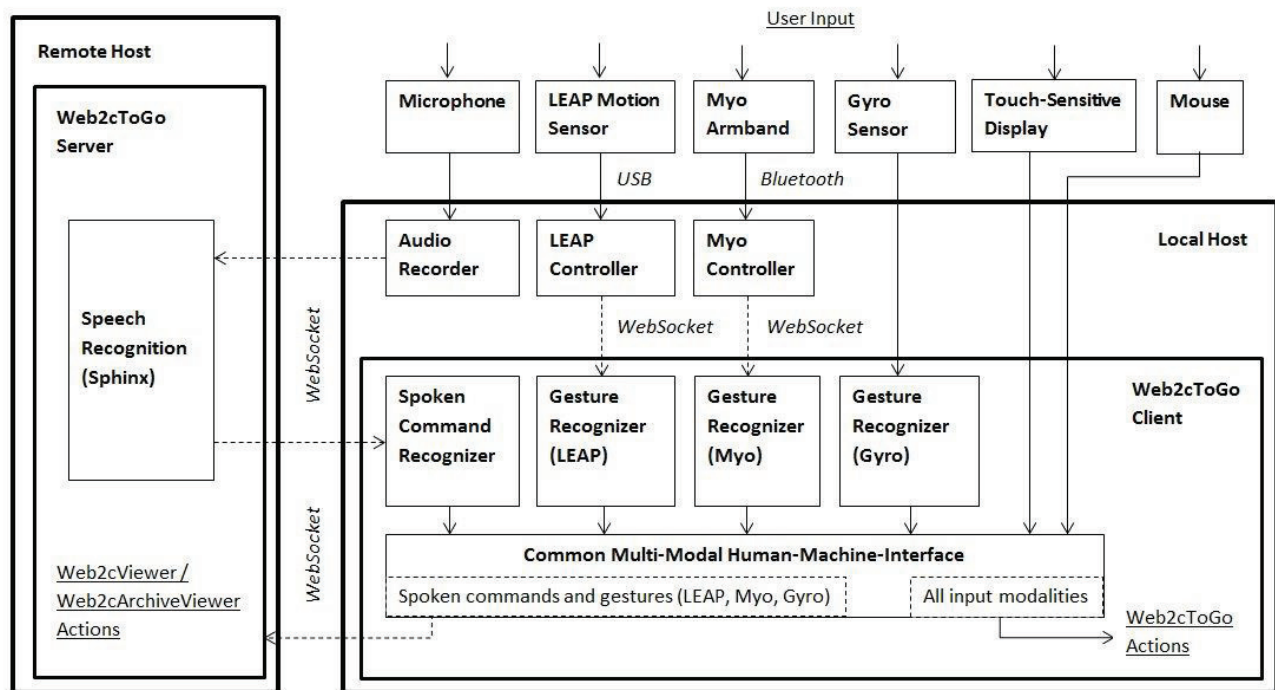 User Input
Remote Host
Web2cToGo
Server
Speech
Recognition
(Sphinx)
Web2cViewer /
Web2cArchiveViewer
Actions
WebSocket
WebSocket
Microphone
LEAP Motion
Sensor
Myo
Armband
Gyro
Sensor
Touch-Sensitive
Display
Mouse
USB
Bluetooth
Local Host
Audio
Recorder
LEAP
Controller
Myo
Controller
WebSocket
WebSocket
Web2cToGo
Client
Spoken
Command
Recognizer
Gesture
Recognizer
(LEAP)
Gesture
Recognizer
(Myo)
Gesture
Recognizer
(Gyro)
Common Multi-Modal Human-Machine-Interface
Spoken commands and gestures (LEAP, Myo, Gyro)
All input modalities
Web2cToGo
Actions